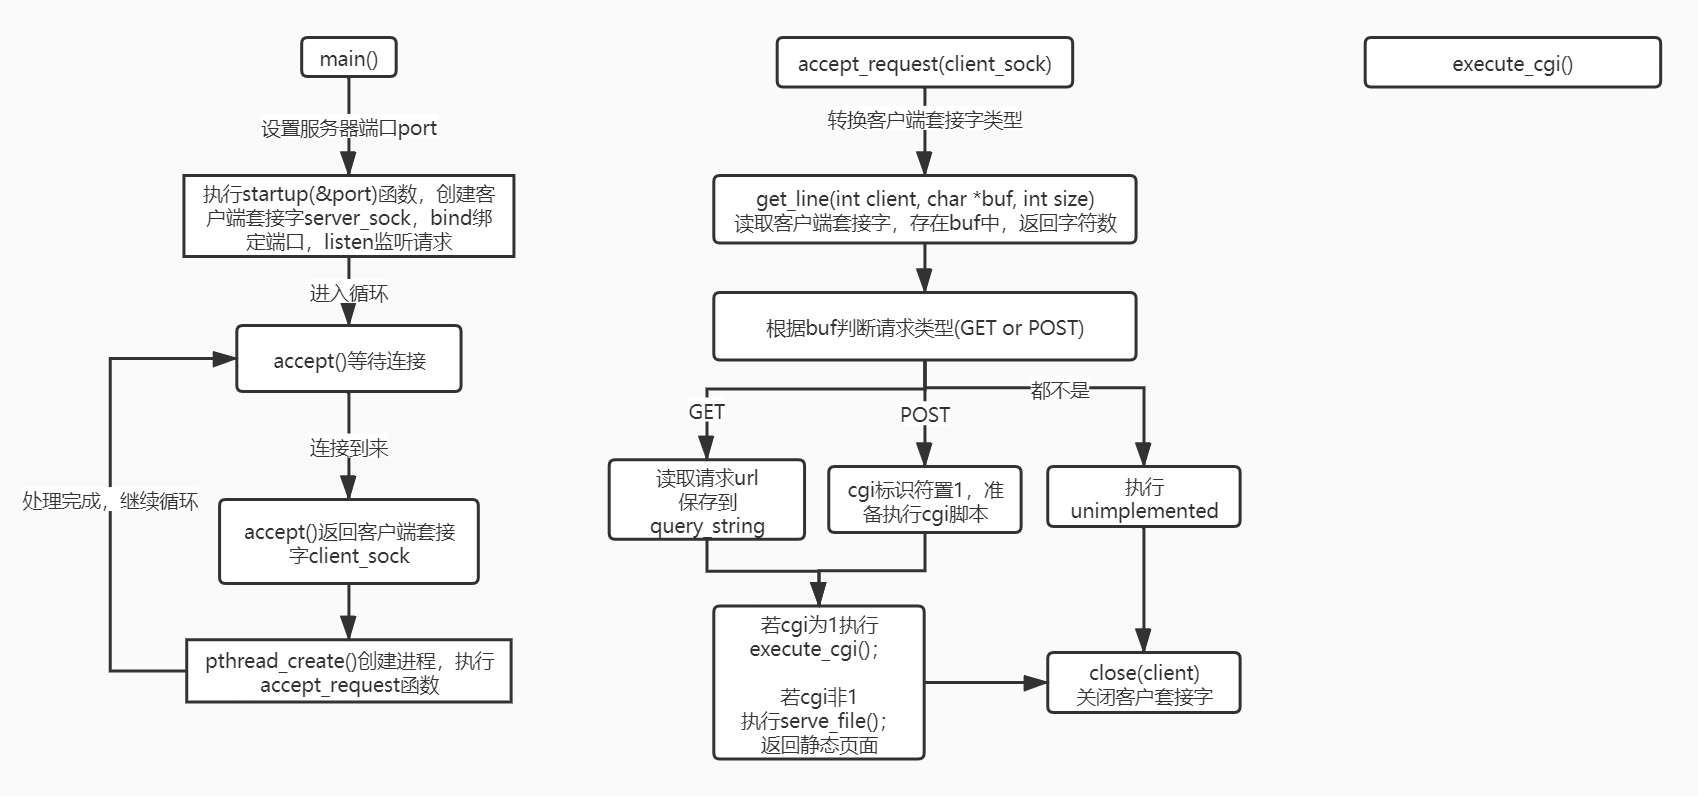 main()
设置服务器端口port
执行startup(&port)函数，创建客
户端套接字server_sock，bind绑
定端口，listen监听请求
进入循环
accept()等待连接
连接到来
处理完成，继续循环
accept()返回客户端套接
字client_sock
pthread_create()创建进程，执行
accept_request函数
accept_request(client_sock)
转换客户端套接字类型
get_line(int client, char *buf, int size)
读取客户端套接字，存在buf中，返回字符数
根据buf判断请求类型(GET or POST)
GET
POST
都不是
读取请求url
保存到
query_string
cgi标识符置1，准
备执行cgi脚本
执行
unimplemented
若cgi为1执行
execute_cgi()；
若cgi非1
执行serve_file()；
返回静态页面
close(client)
关闭客户套接字
execute_cgi()